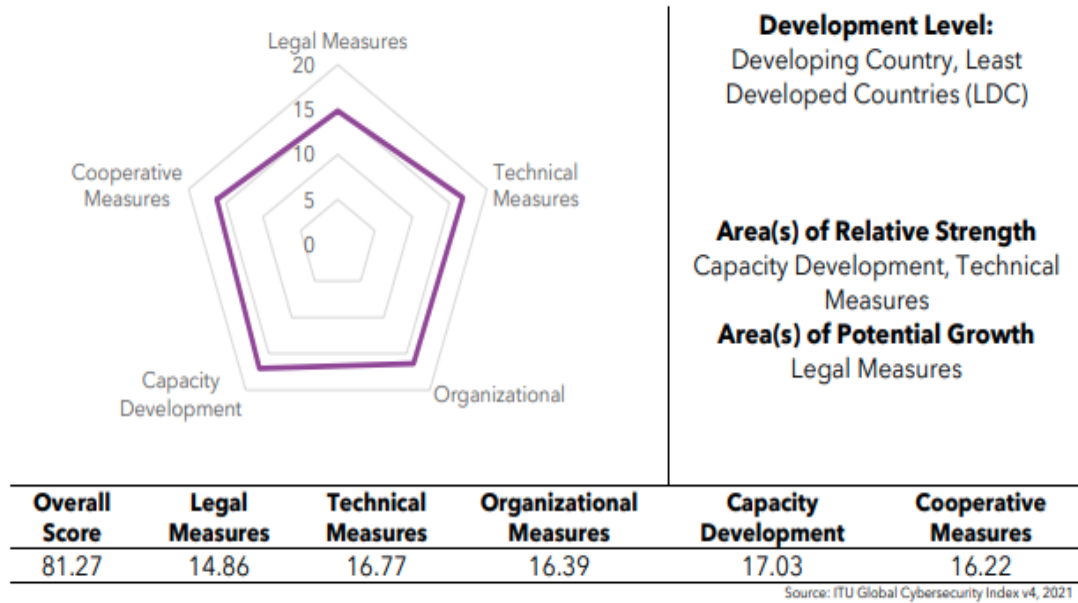 Legal Measures
20
15
10
5
0
Technical
Measures
Organizational
Capacity
Development
Cooperative
Measures
Development Level:
Developing Country, Least
Developed Countries (LDC)
Area(s) of Relative Strength
Capacity Development, Technical
Measures
Area(s) of Potential Growth
Legal Measures
Overall Score Legal Measures Technical Measures Organizational Measures Capacity Development Cooperative Measures
81.27 14.86 16.77 16.39 17.03 16.22
Source: ITU Global Cybersecurity Index v4, 2021